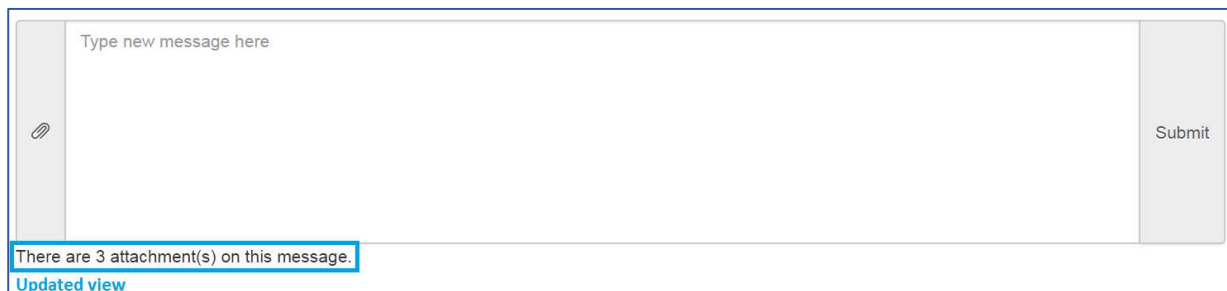 Type new message here
Submit
There are 3 attachment(s) on this message.
Updated view